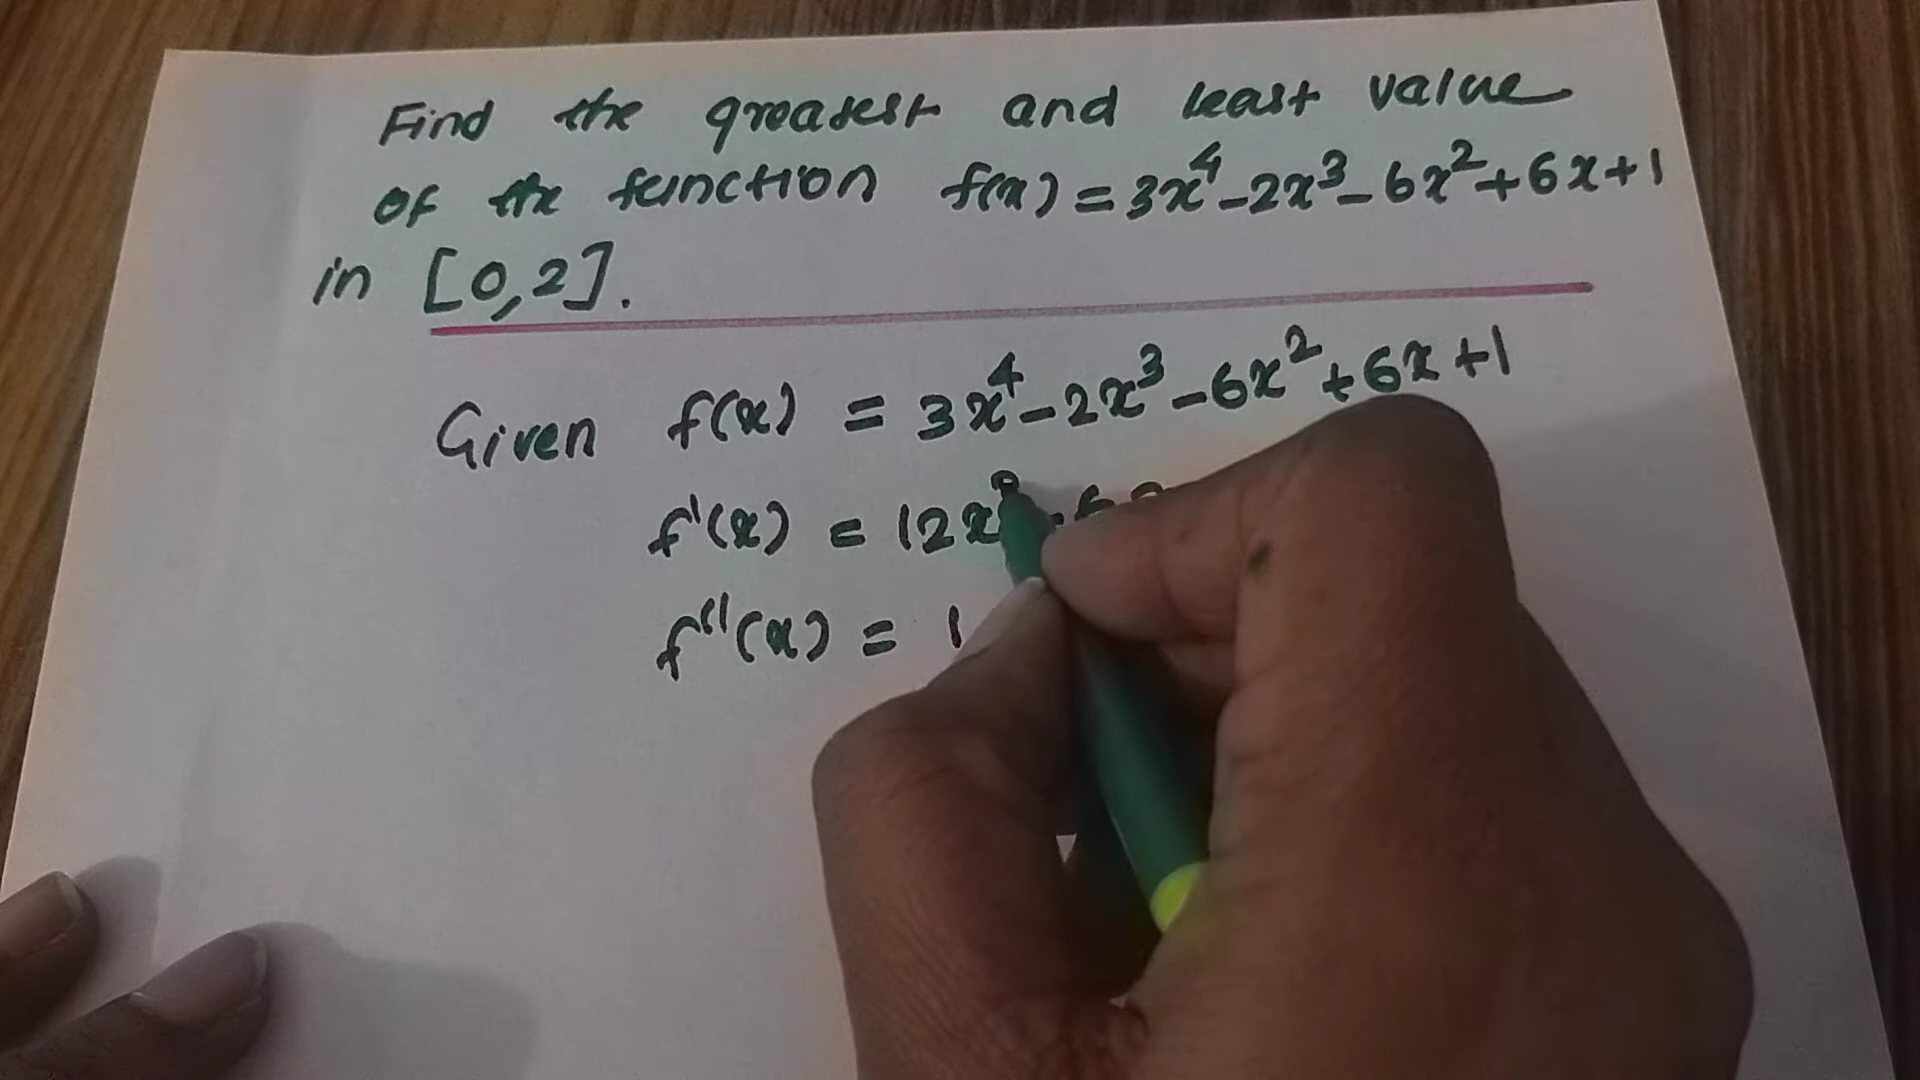 Find the greatest and least value
of the function f(x) = 3x⁴-2x³-6x²+6x+1
in [0,2].
Given f(x) = 3x⁴-2x³-6x²+6x+1
f'(x) = 12x
f''(x) = 1